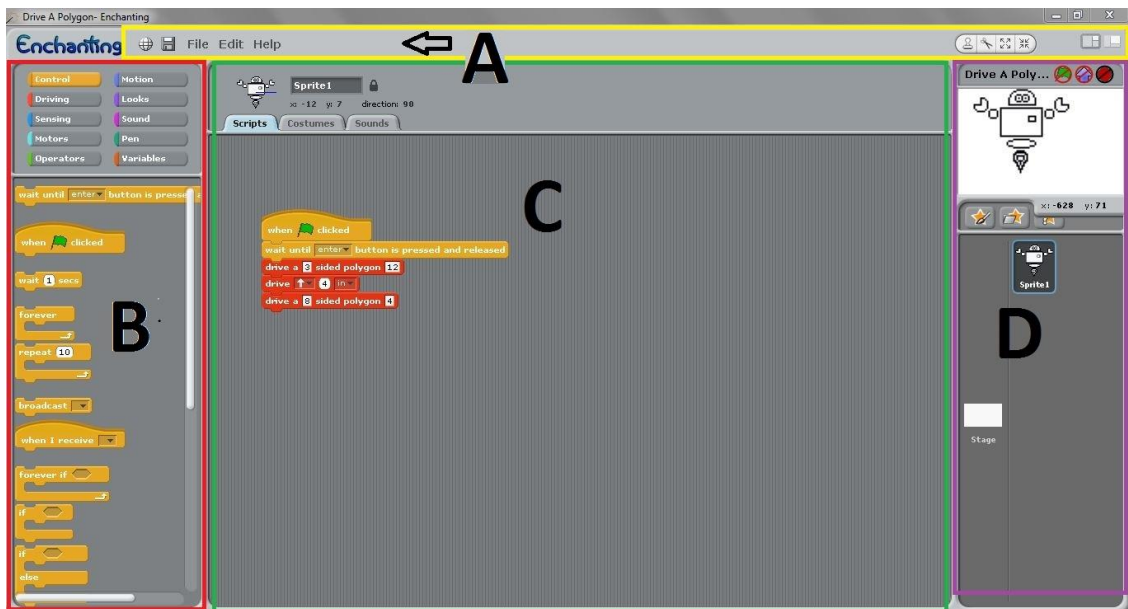 Drive A Polygon- Enchanting
Enchanting File Edit Help
A
Control Motion
Driving Looks
Sensing Sound
Motors Pen
Operators Variables
wait until enter button is presse
when clicked
wait 1 secs
forever
repeat 10
broadcast
when I receive
forever if
if
if
else
B
Sprite1
x: -12 y: 7 direction: 90
Scripts Costumes Sounds
C
when clicked
wait until enter button is pressed and released
drive a 3 sided polygon 12
drive 4 in
drive a 8 sided polygon 4
Drive A Poly...
x: -628 y: 71
Sprite1
D
Stage